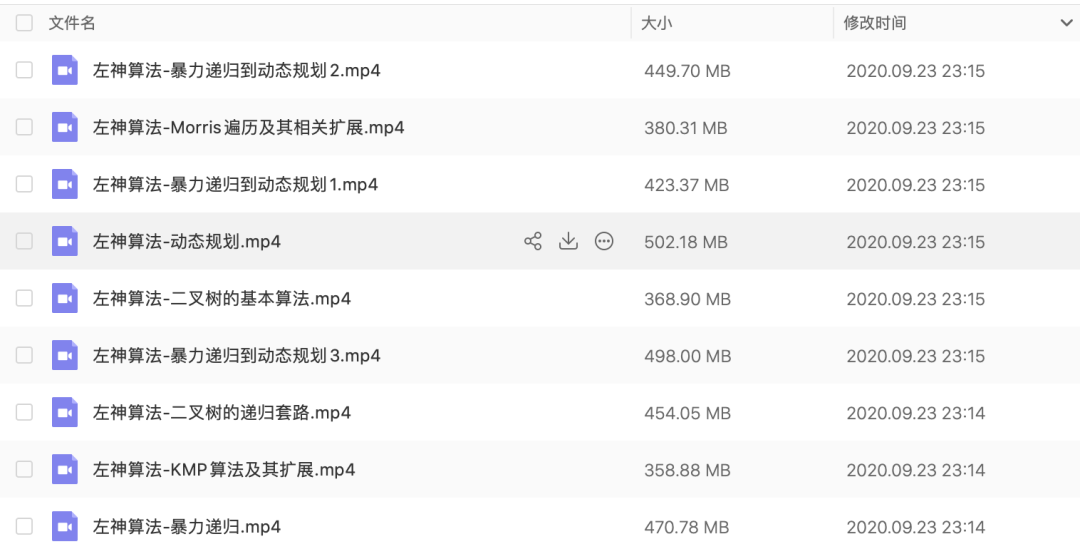 文件名 大小 修改时间
左神算法-暴力递归到动态规划2.mp4 449.70 MB 2020.09.23 23:15
左神算法-Morris遍历及其相关扩展.mp4 380.31 MB 2020.09.23 23:15
左神算法-暴力递归到动态规划1.mp4 423.37 MB 2020.09.23 23:15
左神算法-动态规划.mp4 502.18 MB 2020.09.23 23:15
左神算法-二叉树的基本算法.mp4 368.90 MB 2020.09.23 23:15
左神算法-暴力递归到动态规划3.mp4 498.00 MB 2020.09.23 23:15
左神算法-二叉树的递归套路.mp4 454.05 MB 2020.09.23 23:14
左神算法-KMP算法及其扩展.mp4 358.88 MB 2020.09.23 23:14
左神算法-暴力递归.mp4 470.78 MB 2020.09.23 23:14